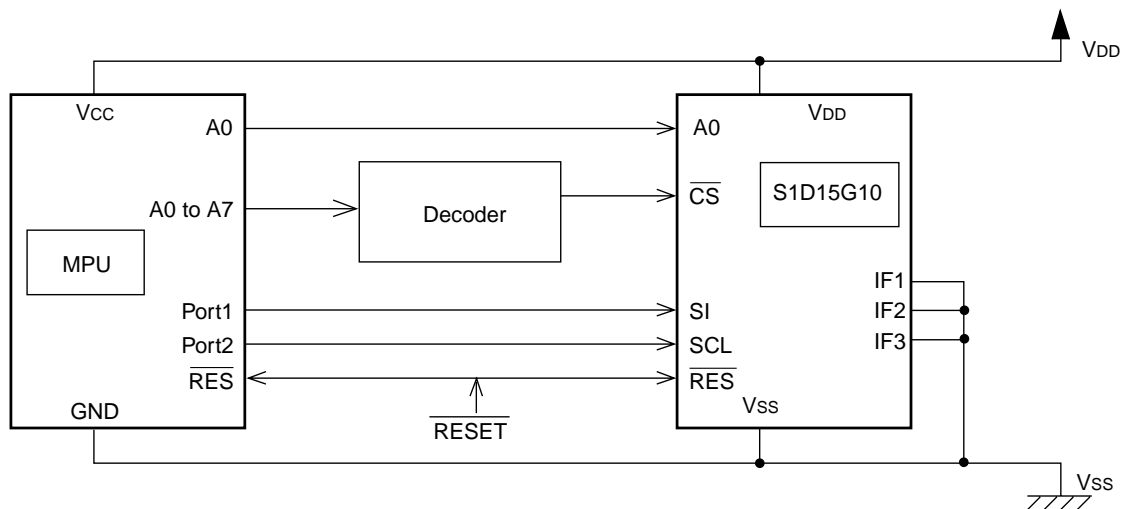 VDD
VCC
VDD
A0
A0
CS
S1D15G10
A0 to A7
Decoder
MPU
IF1
Port1
SI
IF2
Port2
SCL
IF3
RES
RES
GND
RESET
VSS
VSS